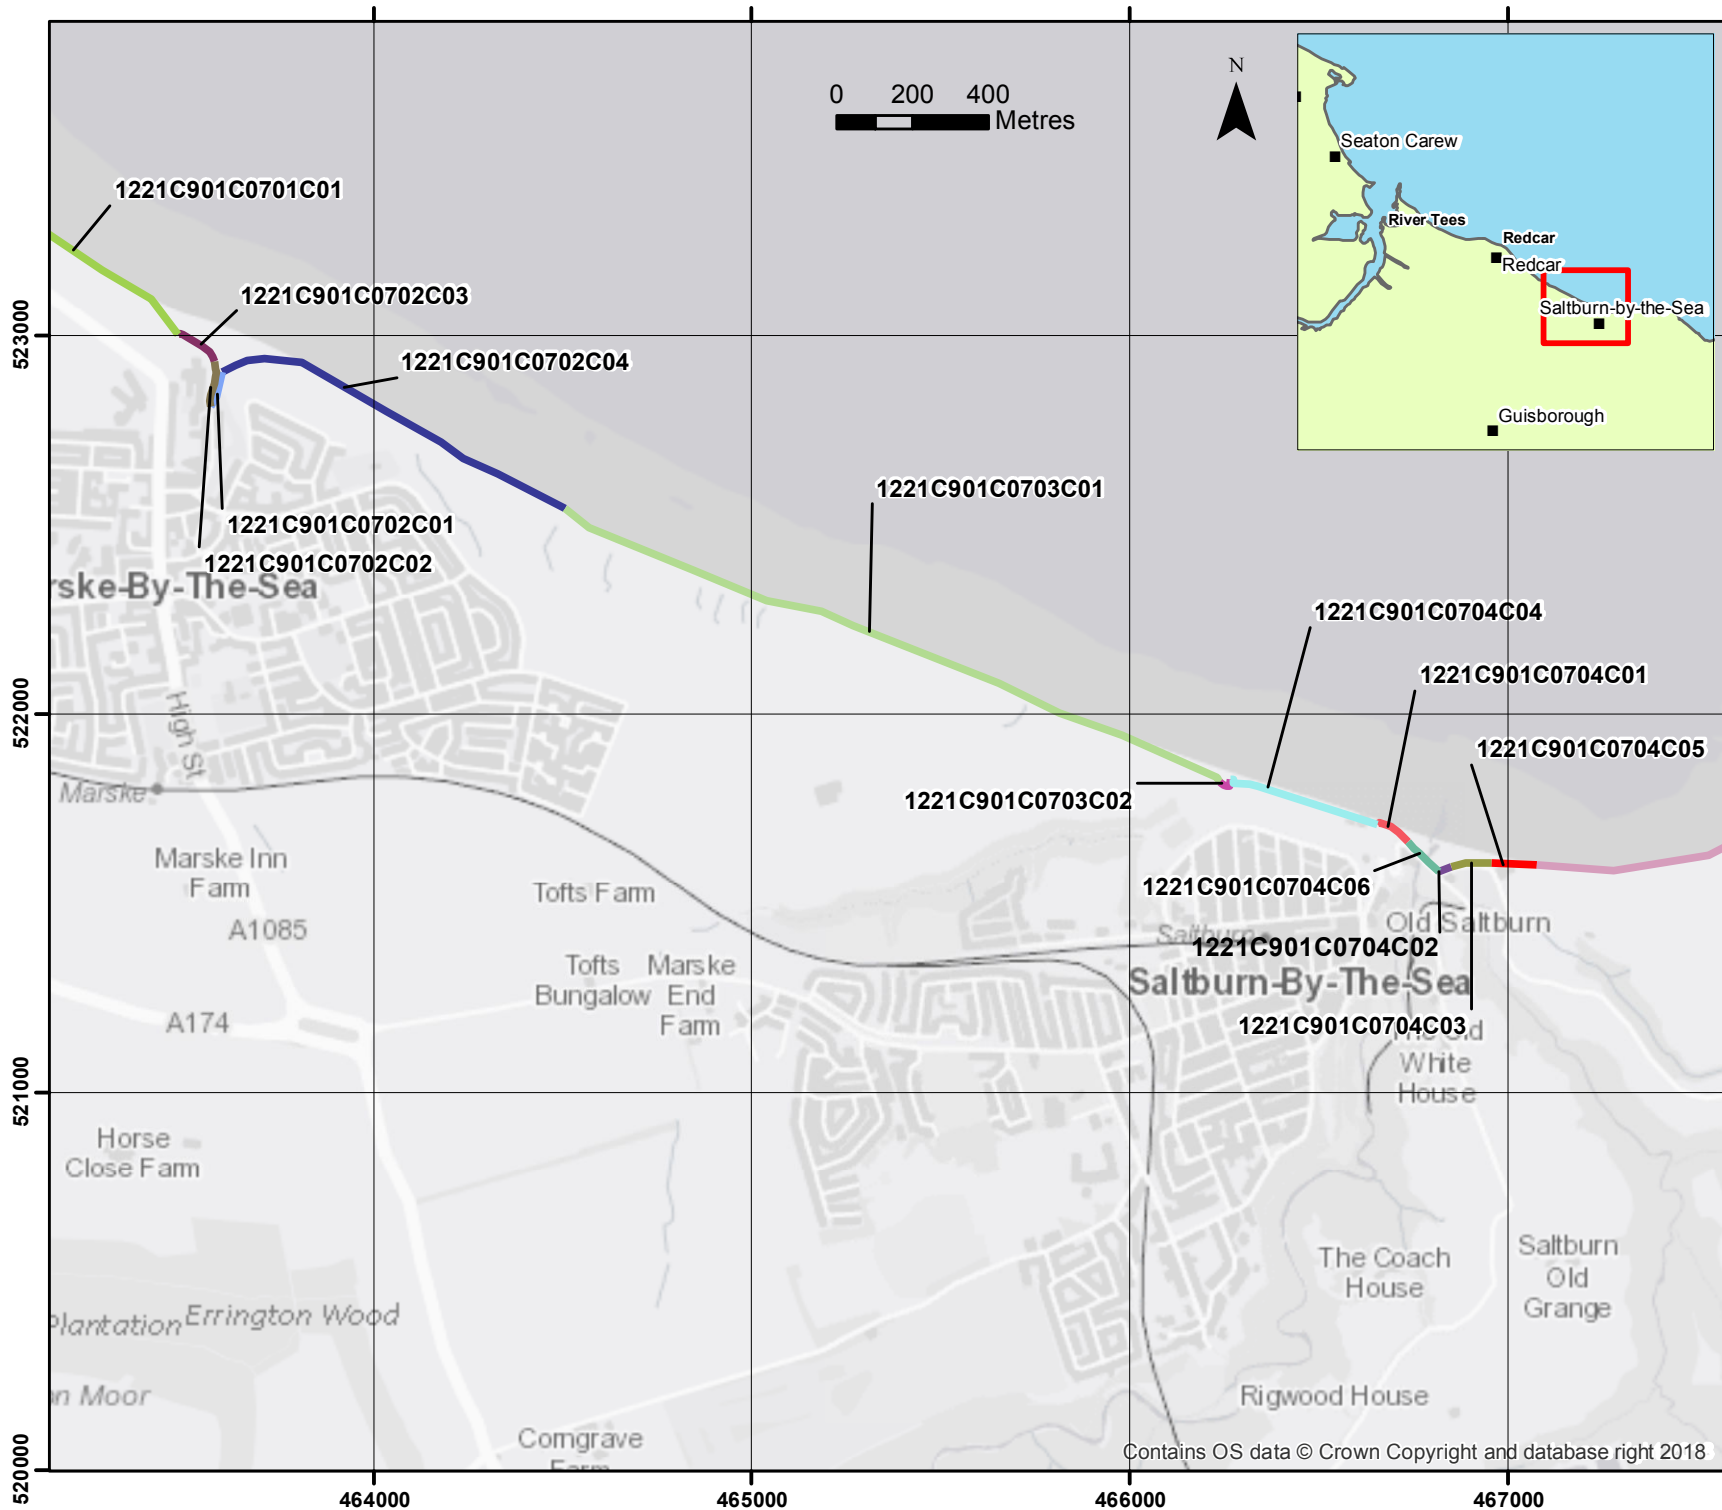 0 200 400
Metres
N
Seaton Carew
River Tees
Redcar
Redcar
Saltburn-by-the-Sea
Guisborough
1221C901C0701C01
1221C901C0702C03
1221C901C0702C04
1221C901C0702C01
1221C901C0702C02
1221C901C0703C01
1221C901C0704C04
1221C901C0704C01
1221C901C0704C05
1221C901C0703C02
1221C901C0704C06
1221C901C0704C02
1221C901C0704C03
rske-By-The-Sea
High St
Marske
Marske Inn
Farm
A1085
A174
Tofts Farm
Tofts
Bungalow
Marske
End
Farm
Saltburn
Old Saltburn
Saltburn-By-The-Sea
The Old
White
House
Horse
Close Farm
The Coach
House
Saltburn
Old
Grange
Plantation
Errington Wood
n Moor
Rigwood House
Corngrave
Farm
Contains OS data © Crown Copyright and database right 2018
523000
522000
521000
520000
464000
465000
466000
467000